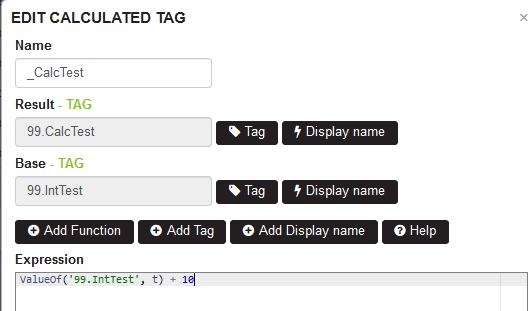 EDIT CALCULATED TAG ×
Name
_CalcTest
Result - TAG
99.CalcTest Tag Display name
Base - TAG
99.IntTest Tag Display name
Add Function Add Tag Add Display name Help
Expression
ValueOf('99.IntTest', t) + 10